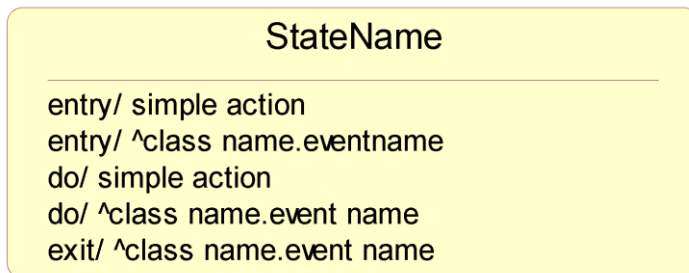 StateName
entry/ simple action
entry/ ^class name.eventname
do/ simple action
do/ ^class name.event name
exit/ ^class name.event name